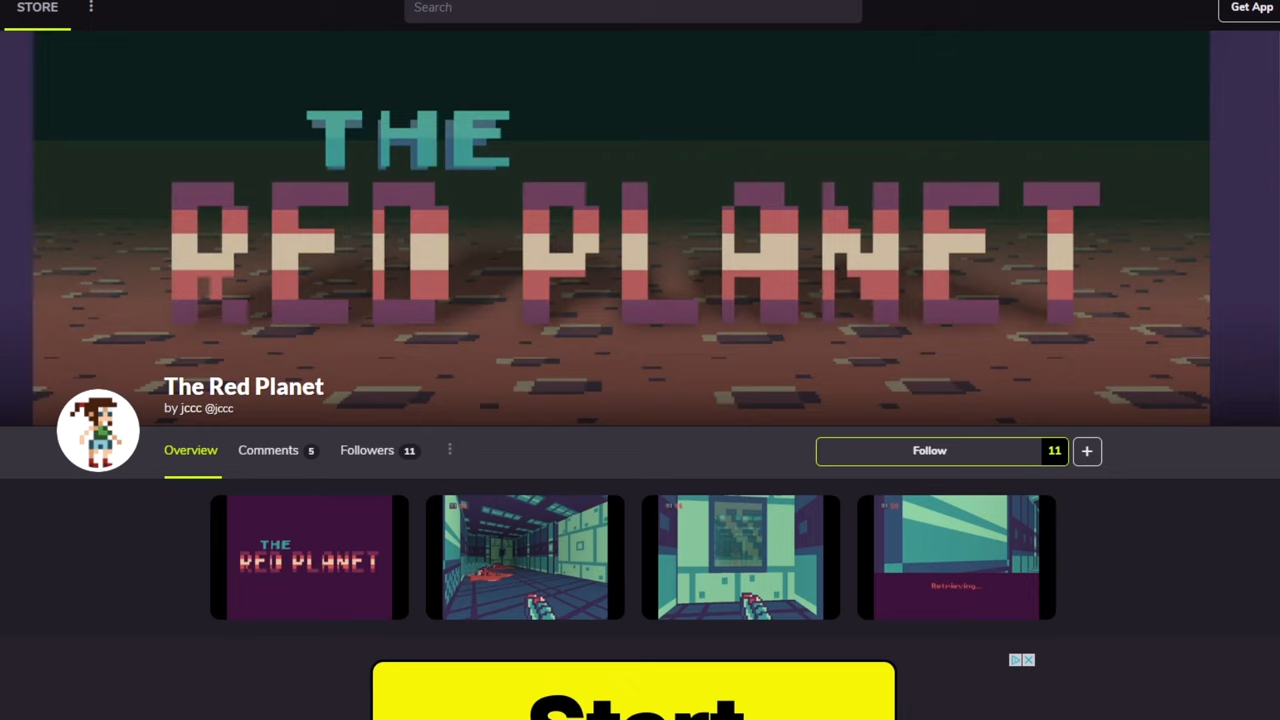 STORE
Search
Get App
THE
RED PLANET
The Red Planet
by jccc @jccc
Overview
Comments 5
Followers 11
Follow 11
+
THE
RED PLANET
Retrieving...
Start